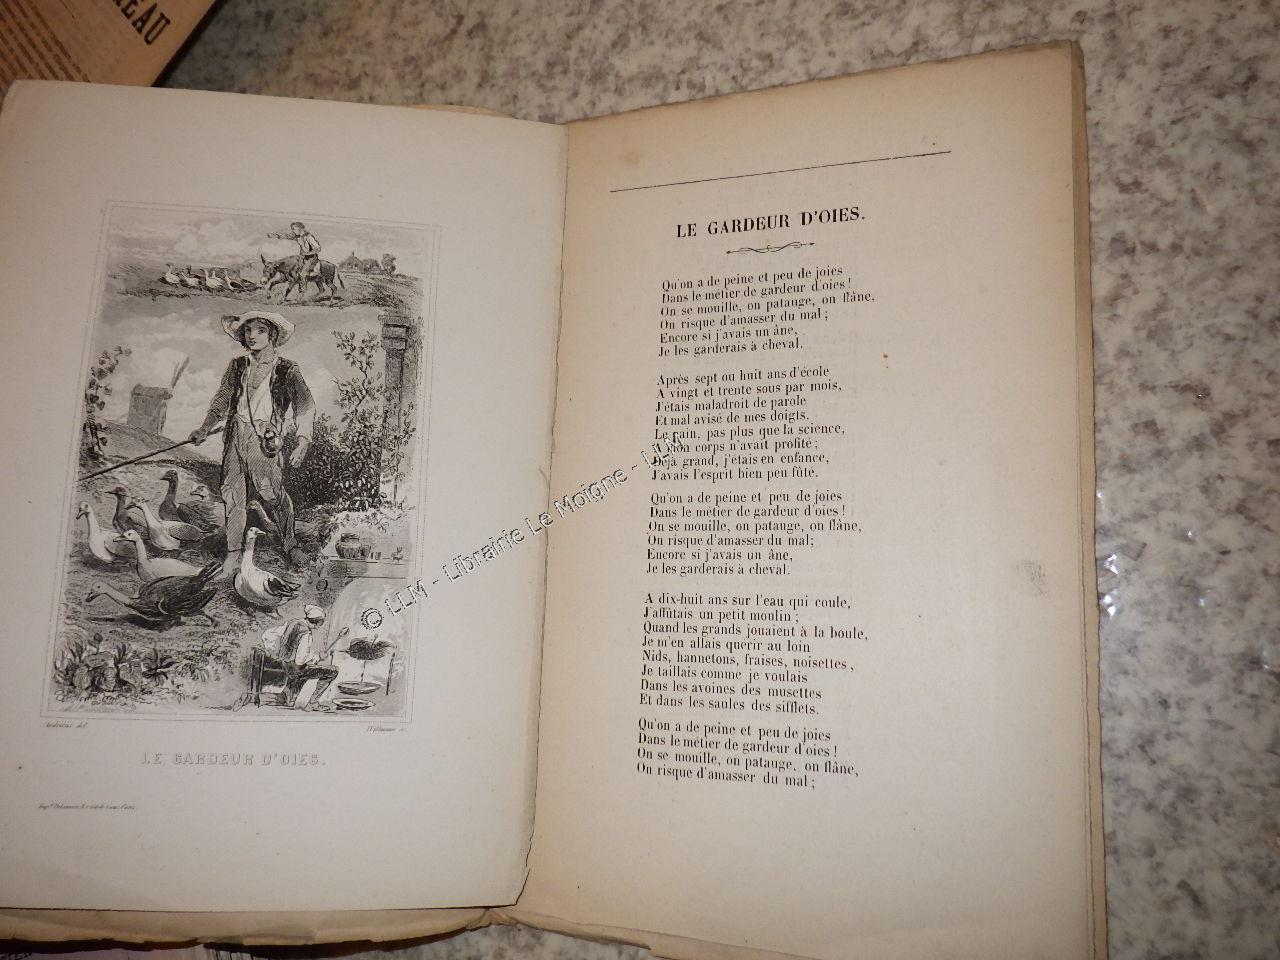 EAU
LE GARDEUR D'OIES.
© LLM - Librairie Le Moigne - LLM
LE GARDEUR D'OIES.
Qu'on a de peine et peu de joies
Dans le métier de gardeur d'oies!
On se mouille, on patauge, on flâne,
On risque d'amasser du mal;
Encore si j'avais un âne,
Je les garderais à cheval.
Après sept ou huit ans d'école
A vingt et trente sous par mois,
J'étais maladroit de parole
Et mal avisé de mes doigts.
Le pain, pas plus que la science,
A mon corps n'avait profité;
Déjà grand, j'étais en enfance,
J'avais l'esprit bien peu fûté.
Qu'on a de peine et peu de joies
Dans le métier de gardeur d'oies!
On se mouille, on patauge, on flâne,
On risque d'amasser du mal;
Encore si j'avais un âne,
Je les garderais à cheval.
A dix-huit ans sur l'eau qui coule,
J'affûtais un petit moulin;
Quand les grands jouaient à la boule,
Je m'en allais quérir au loin
Nids, hannetons, fraises, noisettes,
Je taillais comme je voulais
Dans les avoines des musettes
Et dans les saules des sifflets.
Qu'on a de peine et peu de joies
Dans le métier de gardeur d'oies!
On se mouille, on patauge, on flâne,
On risque d'amasser du mal;